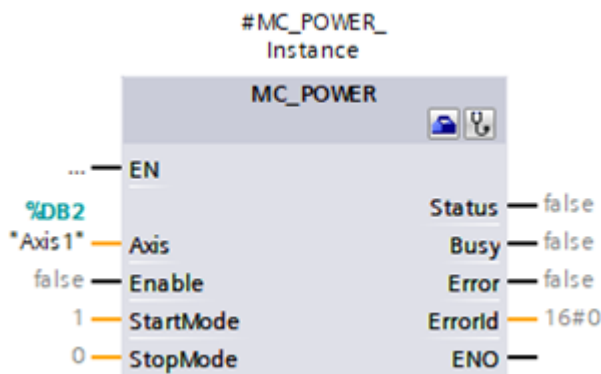 #MC_POWER_
Instance
MC_POWER
... EN
Status false
%DB2
"Axis1" Axis Busy false
false Enable Error false
1 StartMode ErrorId 16#0
0 StopMode ENO